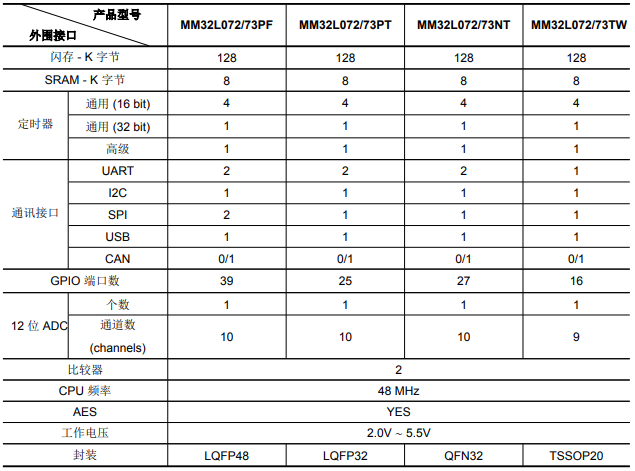 产品型号
外围接口
MM32L072/73PF MM32L072/73PT MM32L072/73NT MM32L072/73TW
闪存 - K 字节 128 128 128 128
SRAM - K 字节 8 8 8 8
定时器
通用 (16 bit) 4 4 4 4
通用 (32 bit) 1 1 1 1
高级 1 1 1 1
通讯接口
UART 2 2 2 1
I2C 1 1 1 1
SPI 2 1 1 1
USB 1 1 1 1
CAN 0/1 0/1 0/1 0/1
GPIO 端口数 39 25 27 16
12 位 ADC
个数 1 1 1 1
通道数
(channels) 10 10 10 9
比较器 2
CPU 频率 48 MHz
AES YES
工作电压 2.0V ~ 5.5V
封装 LQFP48 LQFP32 QFN32 TSSOP20